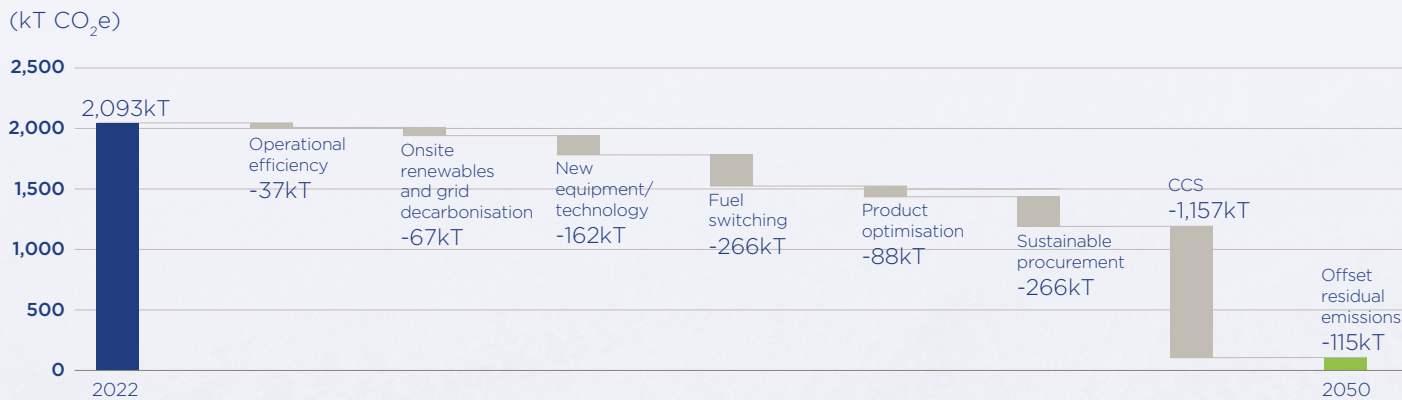 (kT CO₂e)
2,500
2,000
1,500
1,000
500
0
2,093kT
2022
Operational
efficiency
-37kT
Onsite
renewables
and grid
decarbonisation
-67kT
New
equipment/
technology
-162kT
Fuel
switching
-266kT
Product
optimisation
-88kT
Sustainable
procurement
-266kT
CCS
-1,157kT
Offset
residual
emissions
-115kT
2050